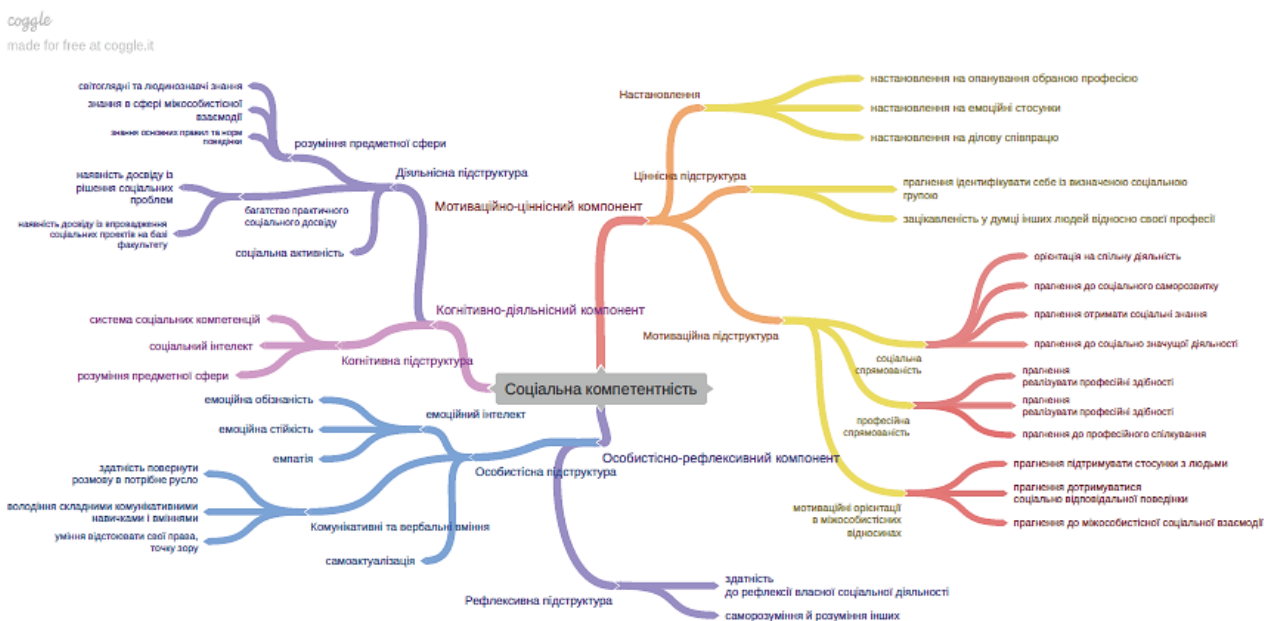 coggle
made for free at coggle.it
світоглядні та людинознавчі знання
знання в сфері міжособистісної
взаємодії
знання основних правил та норм
поведінки
розуміння предметної сфери
Діяльнісна підструктура
наявність досвіду із
рішення соціальних
проблем
багатство практичного
соціального досвіду
наявність досвіду із впровадження
соціальних проектів на базі
факультету
соціальна активність
Когнітивно-діяльнісний компонент
система соціальних компетенцій
соціальний інтелект
розуміння предметної сфери
Когнітивна підструктура
Соціальна компетентність
Мотиваційно-ціннісний компонент
Настановлення
настановлення на опанування обраною професією
настановлення на емоційні стосунки
настановлення на ділову співпрацю
Ціннісна підструктура
прагнення ідентифікувати себе із визначеною соціальною
групою
зацікавленість у думці інших людей відносно своєї професії
Мотиваційна підструктура
соціальна
спрямованість
орієнтація на спільну діяльність
прагнення до соціального саморозвитку
прагнення отримати соціальні знання
прагнення до соціально значущої діяльності
професійна
спрямованість
прагнення
реалізувати професійні здібності
прагнення
реалізувати професійні здібності
прагнення до професійного спілкування
мотиваційні орієнтації
в міжособистісних
відносинах
прагнення підтримувати стосунки з людьми
прагнення дотримуватися
соціально відповідальної поведінки
прагнення до міжособистісної соціальної взаємодії
Особистісно-рефлексивний компонент
Особистісна підструктура
емоційний інтелект
емоційна обізнаність
емоційна стійкість
емпатія
Комунікативні та вербальні вміння
здатність повернути
розмову в потрібне русло
володіння складними комунікативними
навичками і вміннями
уміння відстоювати свої права,
точку зору
самоактуалізація
Рефлексивна підструктура
здатність
до рефлексії власної соціальної діяльності
саморозуміння й розуміння інших